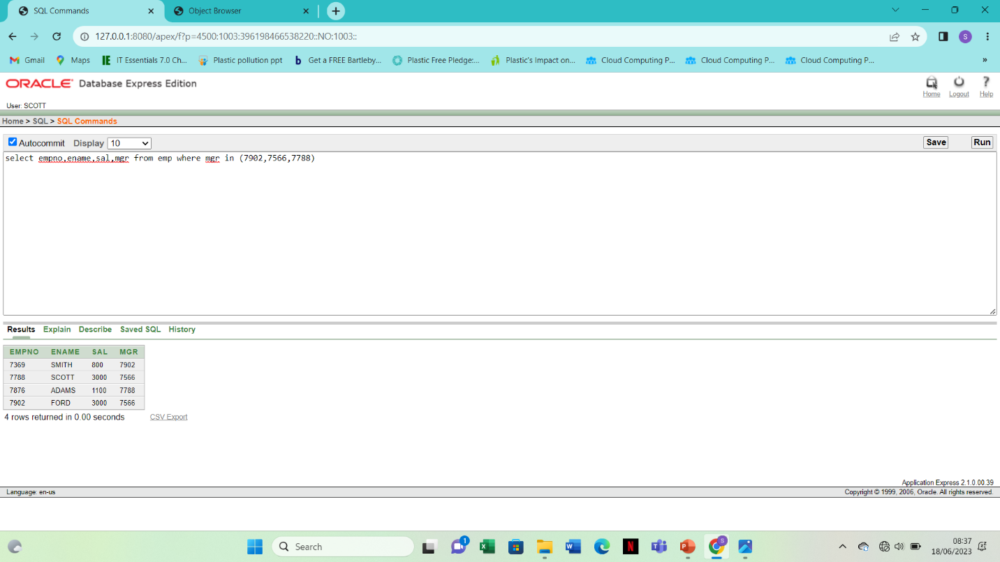 SQL Commands
Object Browser
127.0.0.1:8080/apex/f?p=4500:1003:396198466538220::NO:1003::
S
Gmail
Maps
IT Essentials 7.0 Ch...
Plastic pollution ppt
Get a FREE Bartleby...
Plastic Free Pledge:...
Plastic's Impact on...
Cloud Computing P...
Cloud Computing P...
Cloud Computing P...
»
ORACLE Database Express Edition
Home Logout Help
User: SCOTT
Home > SQL > SQL Commands
Autocommit Display 10 Save Run
select empno,ename,sal,mgr from emp where mgr in (7902,7566,7788)
Results Explain Describe Saved SQL History
EMPNO ENAME SAL MGR
7369 SMITH 800 7902
7788 SCOTT 3000 7566
7876 ADAMS 1100 7788
7902 FORD 3000 7566
4 rows returned in 0.00 seconds CSV Export
Application Express 2.1.0.00.39
Language: en-us Copyright © 1999, 2006, Oracle. All rights reserved.
Search
1
08:37
18/06/2023